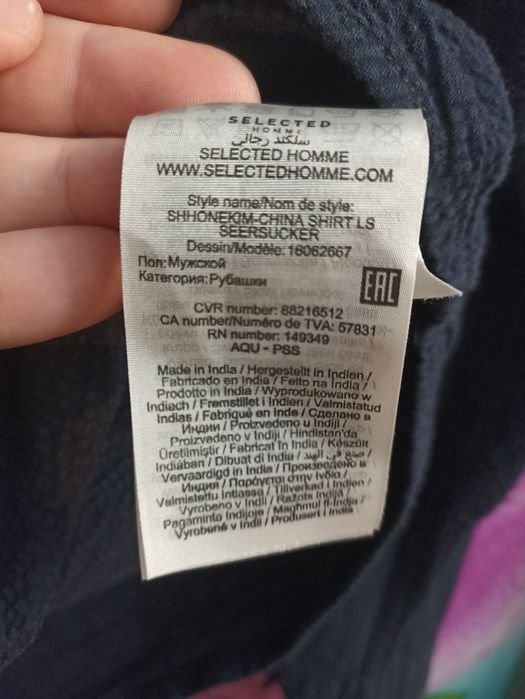 SELECTED
HOMME
سلكتد رجالي
SELECTED HOMME
WWW.SELECTEDHOMME.COM
Style name/Nom de style:
SHHONEKIM-CHINA SHIRT LS
SEERSUCKER
Dessin/Modèle: 16062667
Пол:Мужской
Категория:Рубашки
EAC
CVR number: 88216512
CA number/Numéro de TVA: 57831
RN number: 149349
AQU - PSS
Made in India / Hergestellt in Indien /
Fabricado en India / Feito na Índia /
Prodotto in India / Wyprodukowano w
Indiach / Fremstillet i Indien / Valmistatud
Indias / Fabriqué en Inde / Сделано в
Индии / Proizvedeno u Indiji /
Proizvedeno v Indiji / Hindistan'da
Üretilmiştir / Fabricat în India / Készült
Indiában / Dibuat di India / صنع في الهند /
Vervaardigd in India / Произведено в
Индия / Παράγεται στην Ινδία /
Valmistettu Intiassa / Tillverkad i Indien /
Vyrobeno v Indii / Ražots Indijā /
Pagaminta Indijoje / Maghmul fl-Indja /
Vyrobené v Indii / Produsert i India